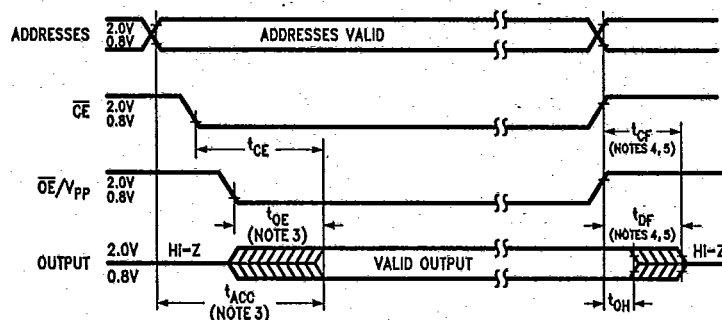 ADDRESSES 2.0V 0.8V ADDRESSES VALID
CE 2.0V 0.8V
tCE
tCF
(NOTES 4, 5)
OE/VPP 2.0V 0.8V
tOE
(NOTE 3)
tDF
(NOTES 4,5)
OUTPUT 2.0V 0.8V Hi-Z VALID OUTPUT Hi-Z
tACC
(NOTE 3)
tOH